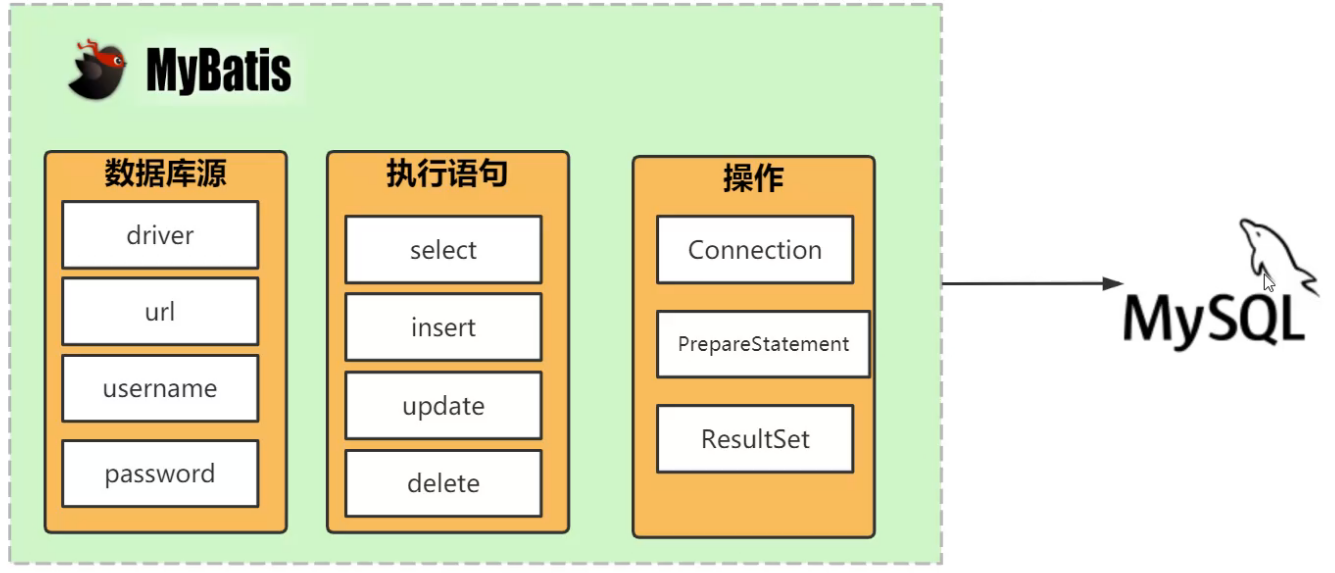 MyBatis
数据库源
driver
url
username
password
执行语句
select
insert
update
delete
操作
Connection
PrepareStatement
ResultSet
MySQL